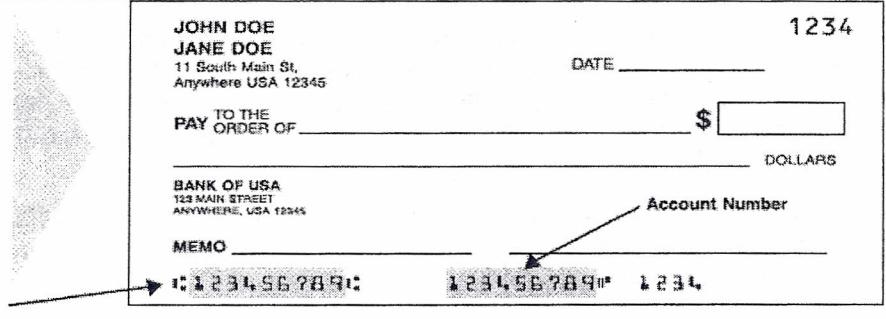 JOHN DOE 1234
JANE DOE
11 South Main St,
Anywhere USA 12345
DATE
PAY TO THE ORDER OF $
DOLLARS
BANK OF USA
123 MAIN STREET
ANYWHERE, USA 12345
Account Number
MEMO
⑆123456789⑆ 123456789⑈ 1234